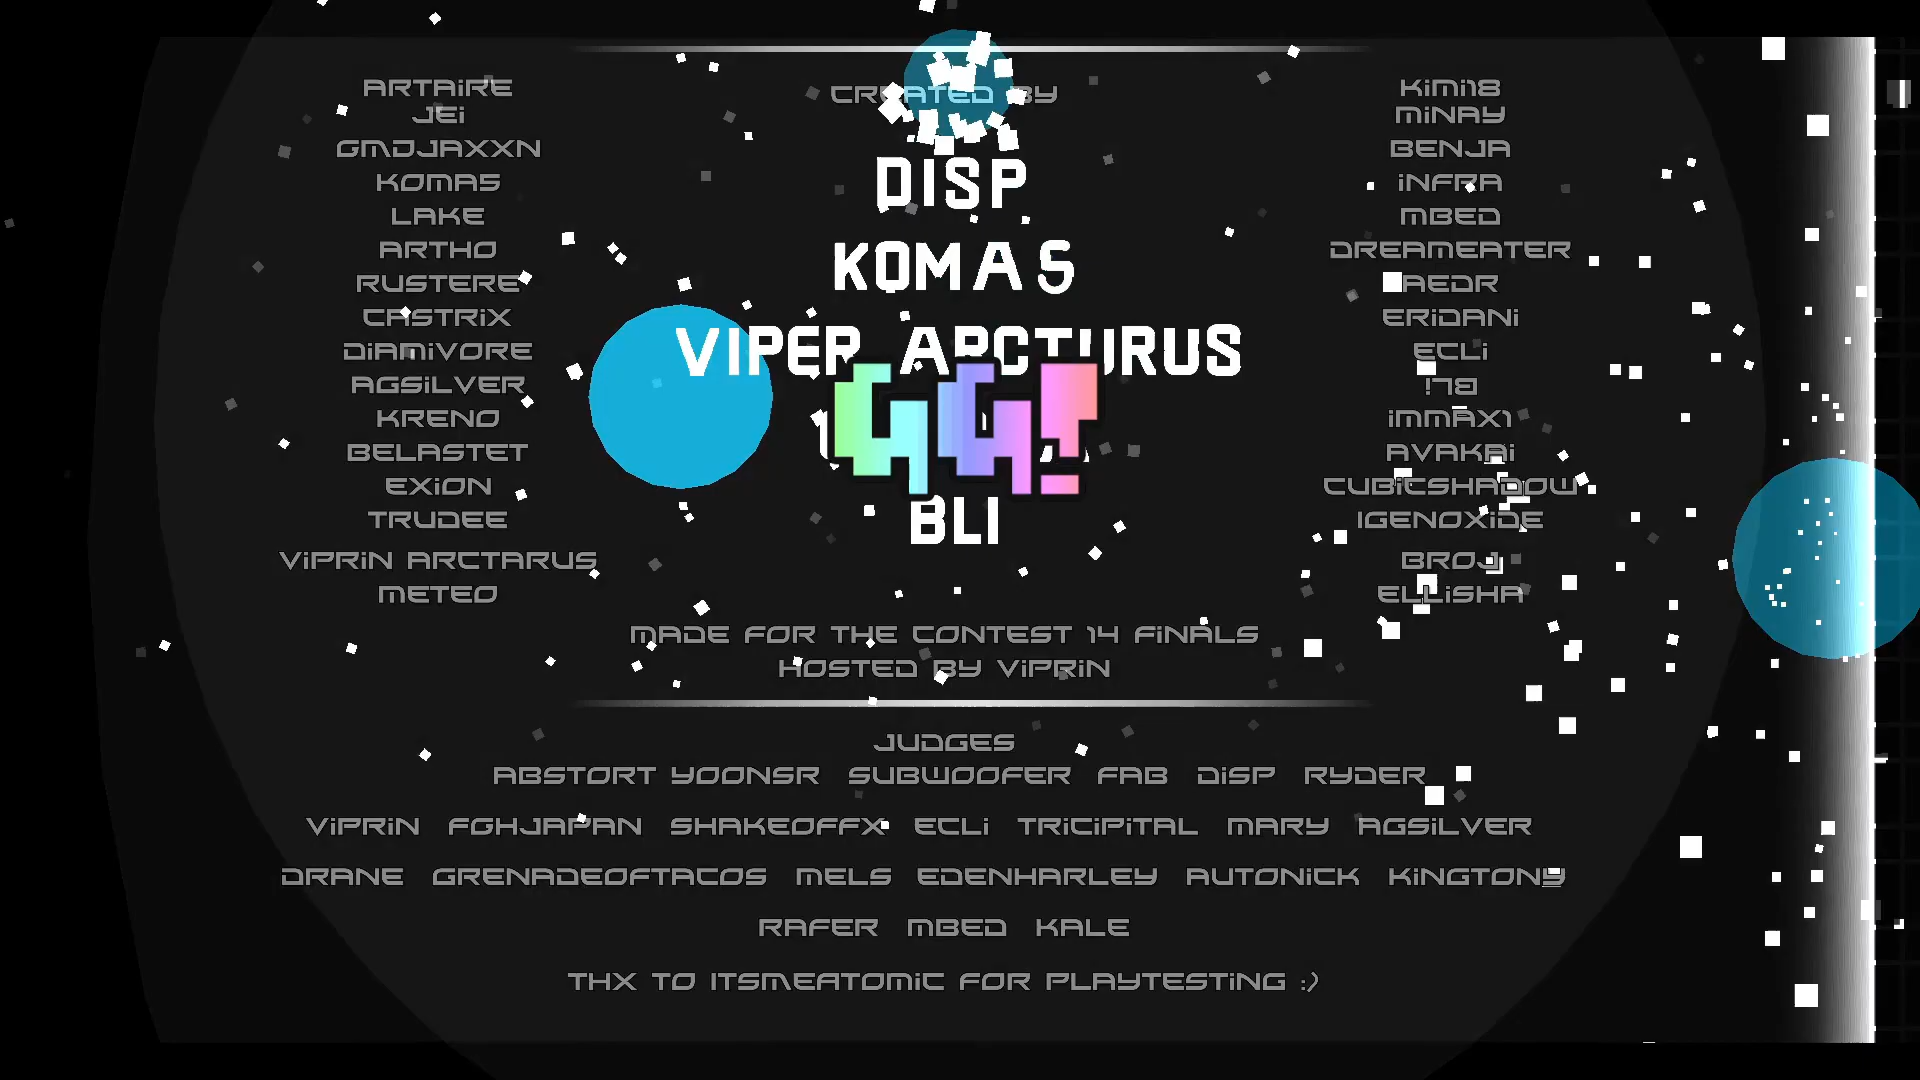 ARTAiRE
JEi
GMDJAXXN
KOMA5
LAKE
ARTHO
RUSTERE
CASTRiX
DiAMiVORE
AGSiLVER
KRENO
BELASTET
EXiON
TRUDEE
ViPRiN ARCTARUS
METEO
CREATED BY
DISP
KOMAS
VIPER ARCTURUS
GG!
BLI
KiMi18
MiNAY
BENJA
iNFRA
MBED
DREAMEATER
AEDR
ERiDANi
ECLi
iMMAX1
AVAKAi
CUBiCSHADOW
IGENOXiDE
BROJ
ELLiSHA
MADE FOR THE CONTEST 14 FiNALS
HOSTED BY ViPRiN
JUDGES
ABSTORT YOONSR SUBWOOFER FAB DiSP RYDER
ViPRiN FGHJAPAN SHAKEOFFX ECLi TRiCiPiTAL MARY AGSiLVER
DRANE GRENADEOFTACOS MELS EDENHARLEY AUTONiCK KiNGTONY
RAFER MBED KALE
THX TO ITSMEATOMiC FOR PLAYTESTiNG :)